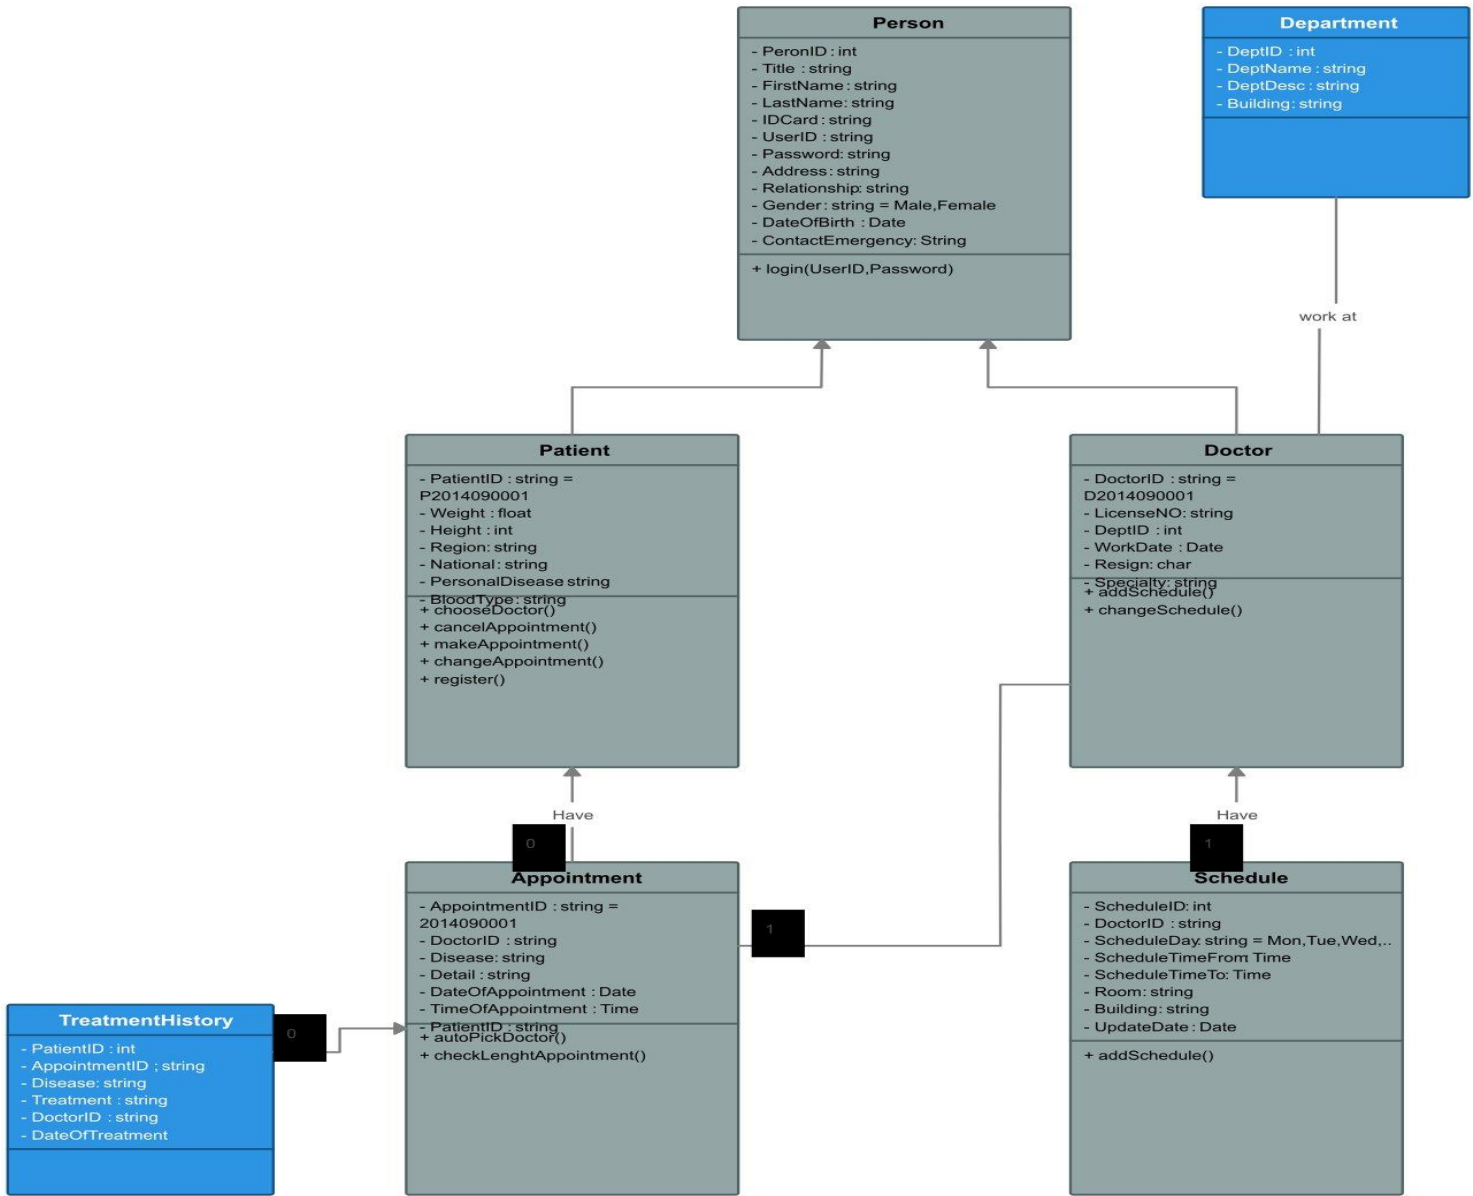 Person
- PeronID : int
- Title : string
- FirstName : string
- LastName: string
- IDCard : string
- UserID : string
- Password: string
- Address: string
- Relationship: string
- Gender : string = Male,Female
- DateOfBirth : Date
- ContactEmergency: String
+ login(UserID,Password)
Department
- DeptID : int
- DeptName : string
- DeptDesc : string
- Building: string
work at
Patient
- PatientID : string =
P2014090001
- Weight : float
- Height : int
- Region: string
- National : string
- PersonalDisease string
- BloodType : string
+ chooseDoctor()
+ cancelAppointment()
+ makeAppointment()
+ changeAppointment()
+ register()
Doctor
- DoctorID : string =
D2014090001
- LicenseNO: string
- DeptID : int
- WorkDate : Date
- Resign: char
- Specialty: string
+ addSchedule()
+ changeSchedule()
Have
0
Have
1
Appointment
- AppointmentID : string =
2014090001
- DoctorID : string
- Disease: string
- Detail : string
- DateOfAppointment : Date
- TimeOfAppointment : Time
- PatientID : string
+ autoPickDoctor()
+ checkLenghtAppointment()
1
Schedule
- ScheduleID: int
- DoctorID : string
- ScheduleDay: string = Mon,Tue,Wed,..
- ScheduleTimeFrom: Time
- ScheduleTimeTo: Time
- Room: string
- Building: string
- UpdateDate : Date
+ addSchedule()
TreatmentHistory
- PatientID : int
- AppointmentID ; string
- Disease: string
- Treatment : string
- DoctorID : string
- DateOfTreatment
0